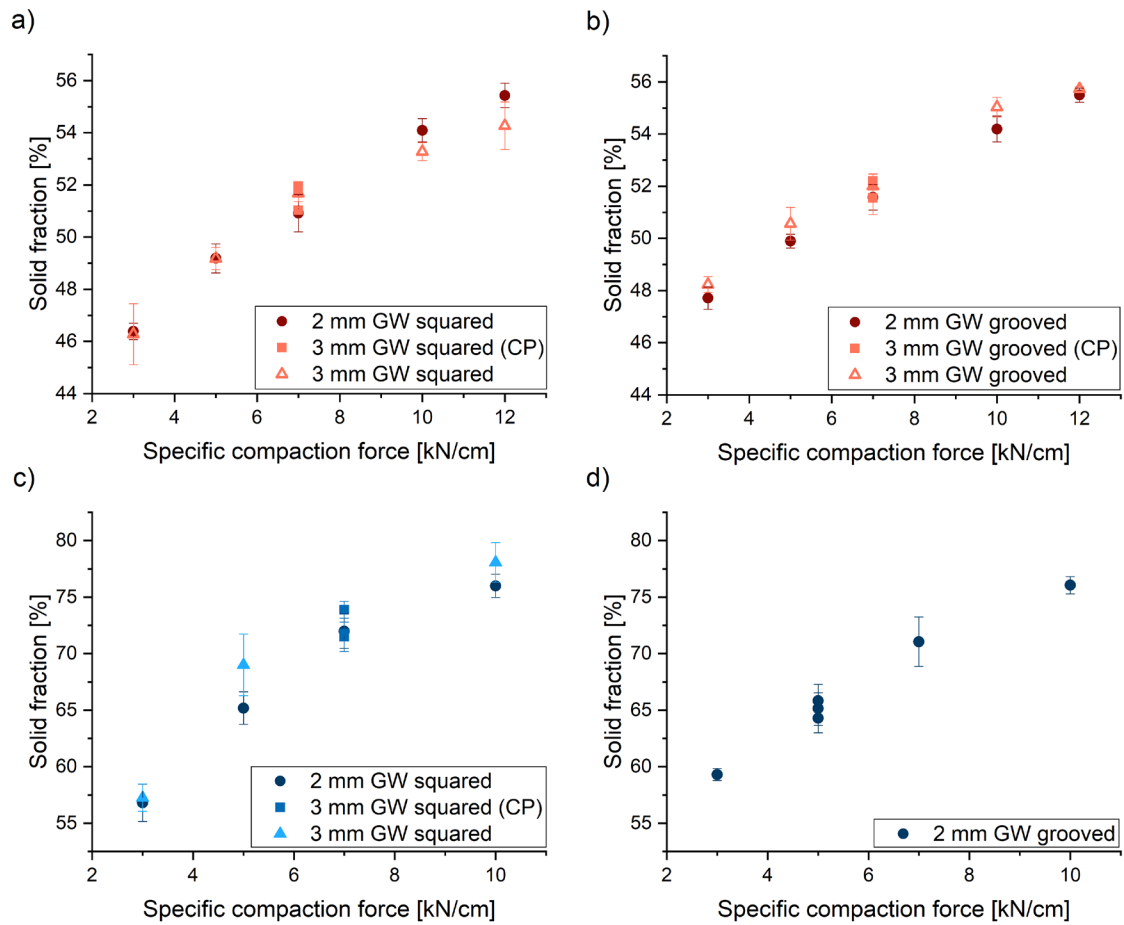 a)
Solid fraction [%]
56
54
52
50
48
46
44
2 4 6 8 10 12
Specific compaction force [kN/cm]
2 mm GW squared
3 mm GW squared (CP)
3 mm GW squared
b)
Solid fraction [%]
56
54
52
50
48
46
44
2 4 6 8 10 12
Specific compaction force [kN/cm]
2 mm GW grooved
3 mm GW grooved (CP)
3 mm GW grooved
c)
Solid fraction [%]
80
75
70
65
60
55
2 4 6 8 10
Specific compaction force [kN/cm]
2 mm GW squared
3 mm GW squared (CP)
3 mm GW squared
d)
Solid fraction [%]
80
75
70
65
60
55
2 4 6 8 10
Specific compaction force [kN/cm]
2 mm GW grooved